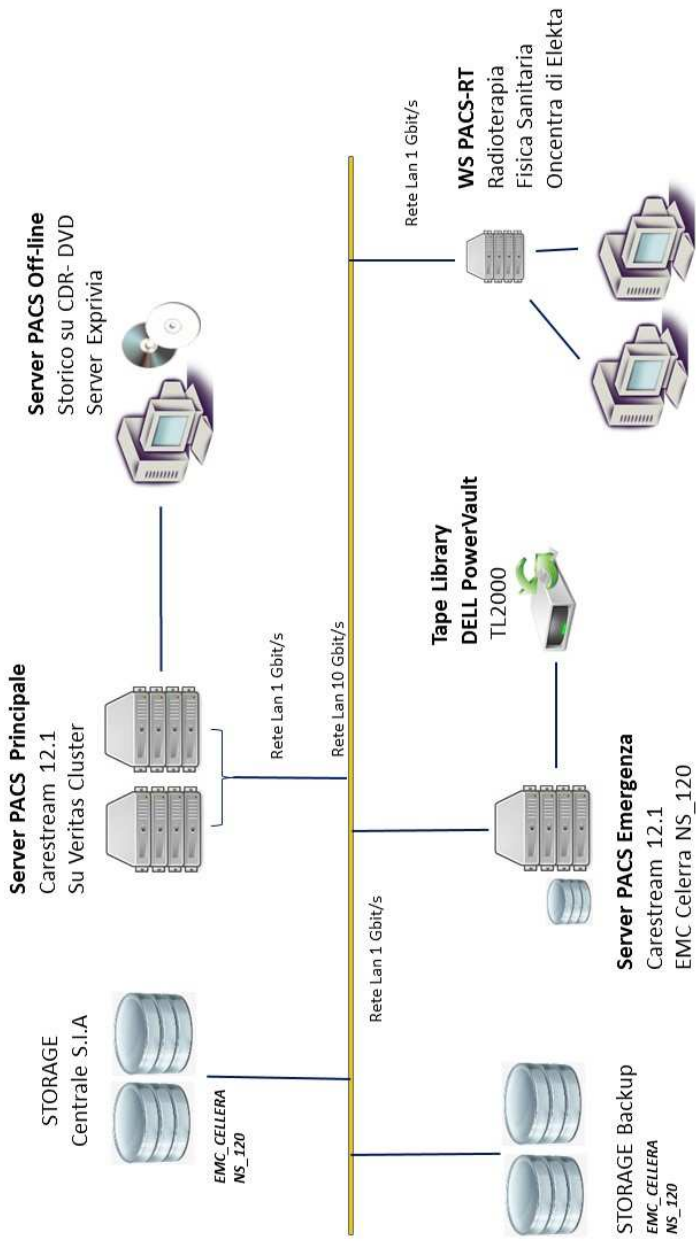 STORAGE
Centrale S.I.A
EMC_CELLERA
NS_120
Server PACS Principale
Carestream 12.1
Su Veritas Cluster
Server PACS Off-line
Storico su CDR- DVD
Server Exprivia
Rete Lan 1 Gbit/s
Rete Lan 10 Gbit/s
Rete Lan 1 Gbit/s
Rete Lan 1 Gbit/s
STORAGE Backup
EMC_CELLERA
NS_120
Server PACS Emergenza
Carestream 12.1
EMC Celerra NS_120
Tape Library
DELL PowerVault
TL2000
WS PACS-RT
Radioterapia
Fisica Sanitaria
Oncentra di Elekta